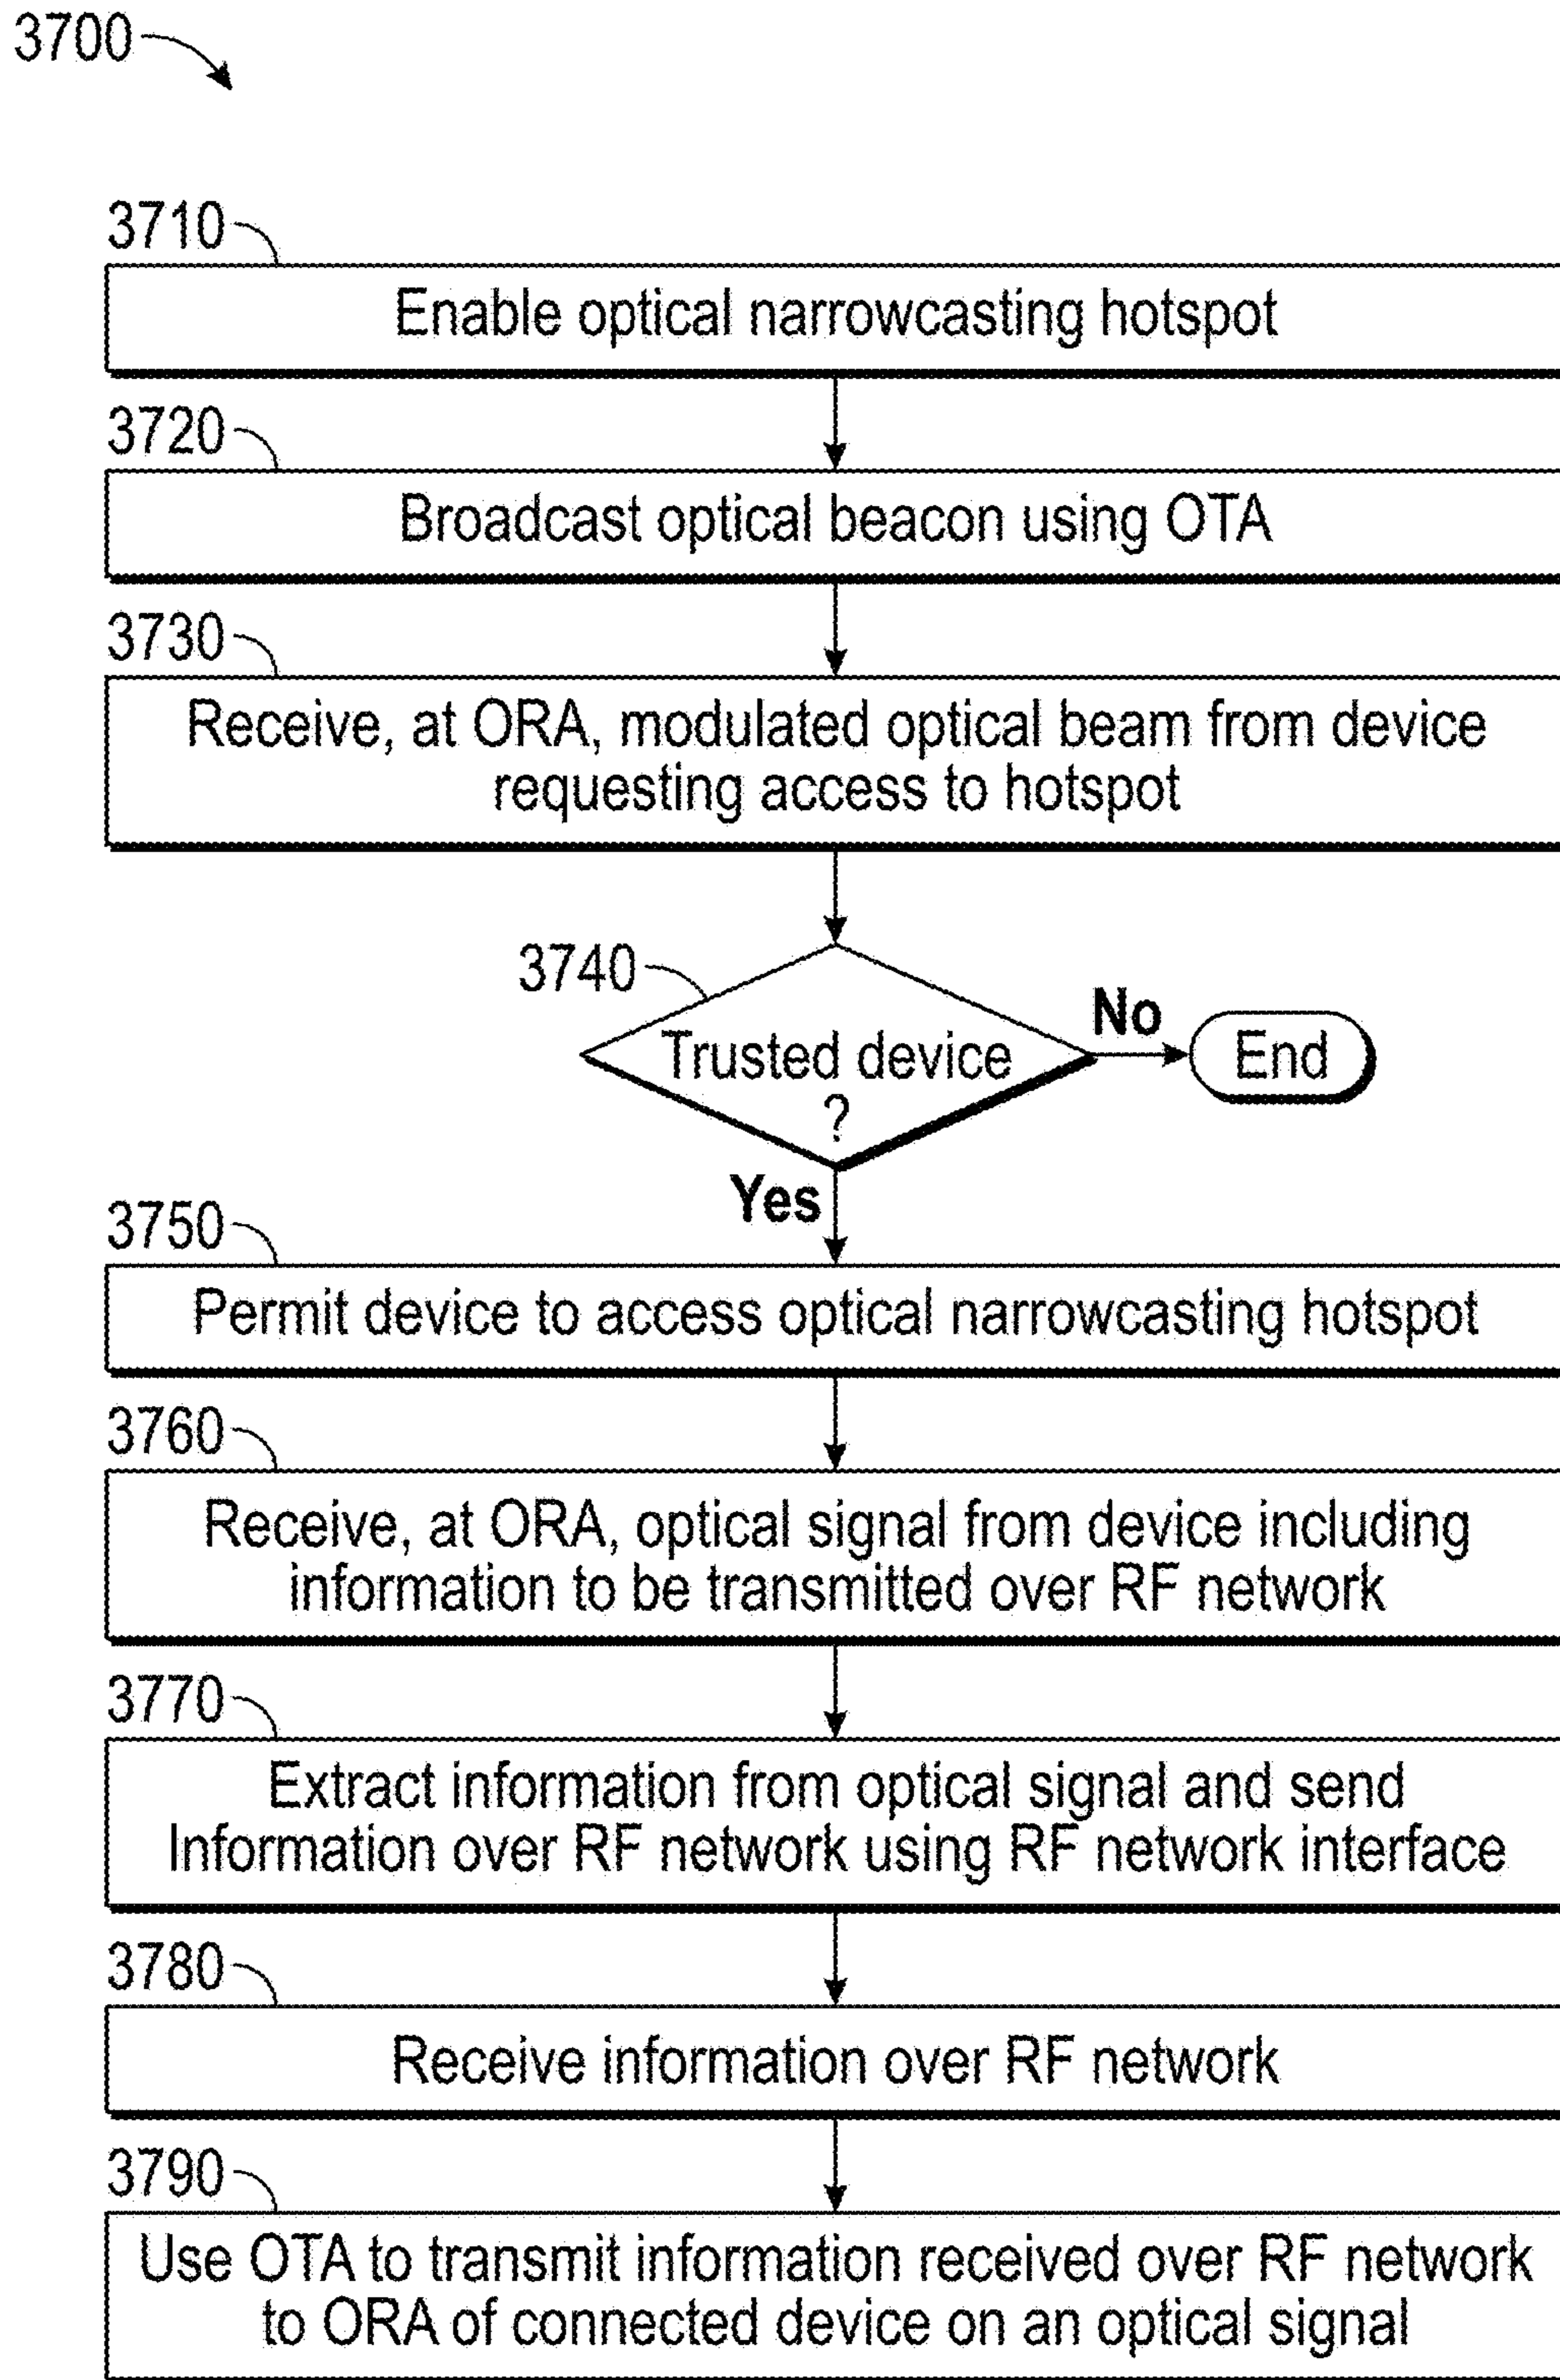 3700
3710
Enable optical narrowcasting hotspot
3720
Broadcast optical beacon using OTA
3730
Receive, at ORA, modulated optical beam from device
requesting access to hotspot
3740
Trusted device
?
No
End
Yes
3750
Permit device to access optical narrowcasting hotspot
3760
Receive, at ORA, optical signal from device including
information to be transmitted over RF network
3770
Extract information from optical signal and send
Information over RF network using RF network interface
3780
Receive information over RF network
3790
Use OTA to transmit information received over RF network
to ORA of connected device on an optical signal